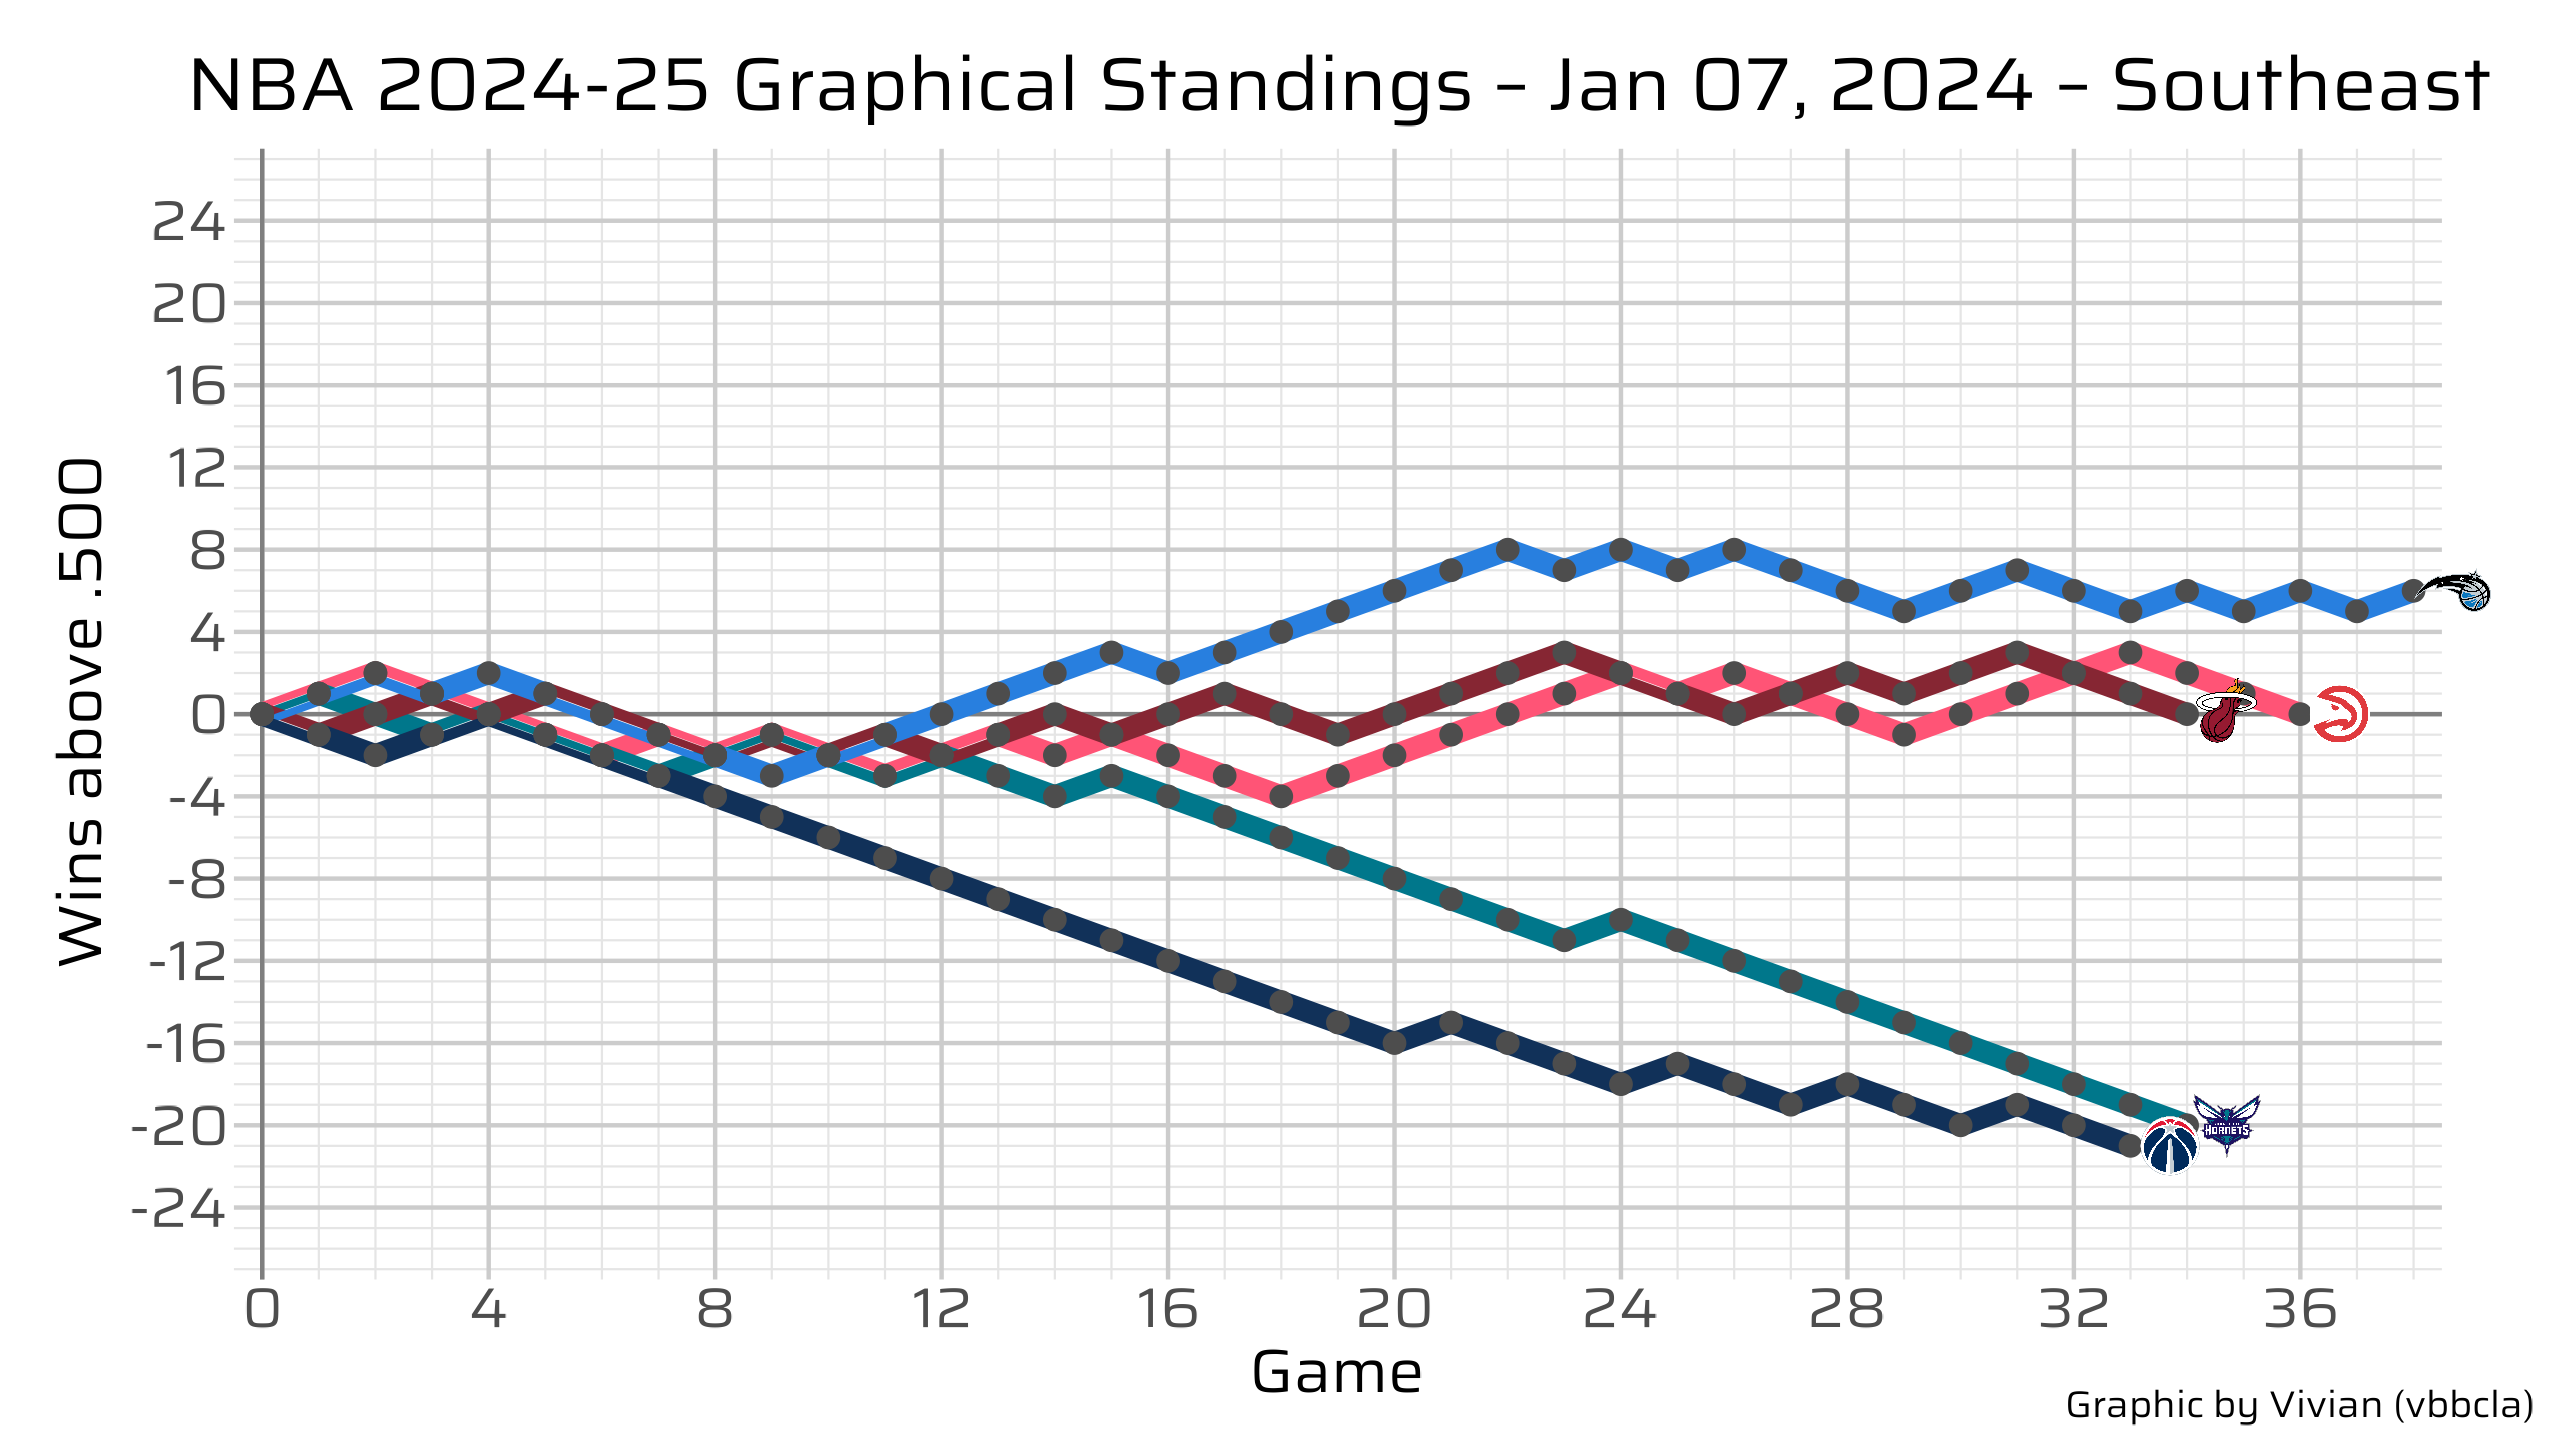 NBA 2024-25 Graphical Standings – Jan 07, 2024 – Southeast
Wins above .500
24
20
16
12
8
4
0
-4
-8
-12
-16
-20
-24
HORNETS
0 4 8 12 16 20 24 28 32 36
Game
Graphic by Vivian (vbbcla)